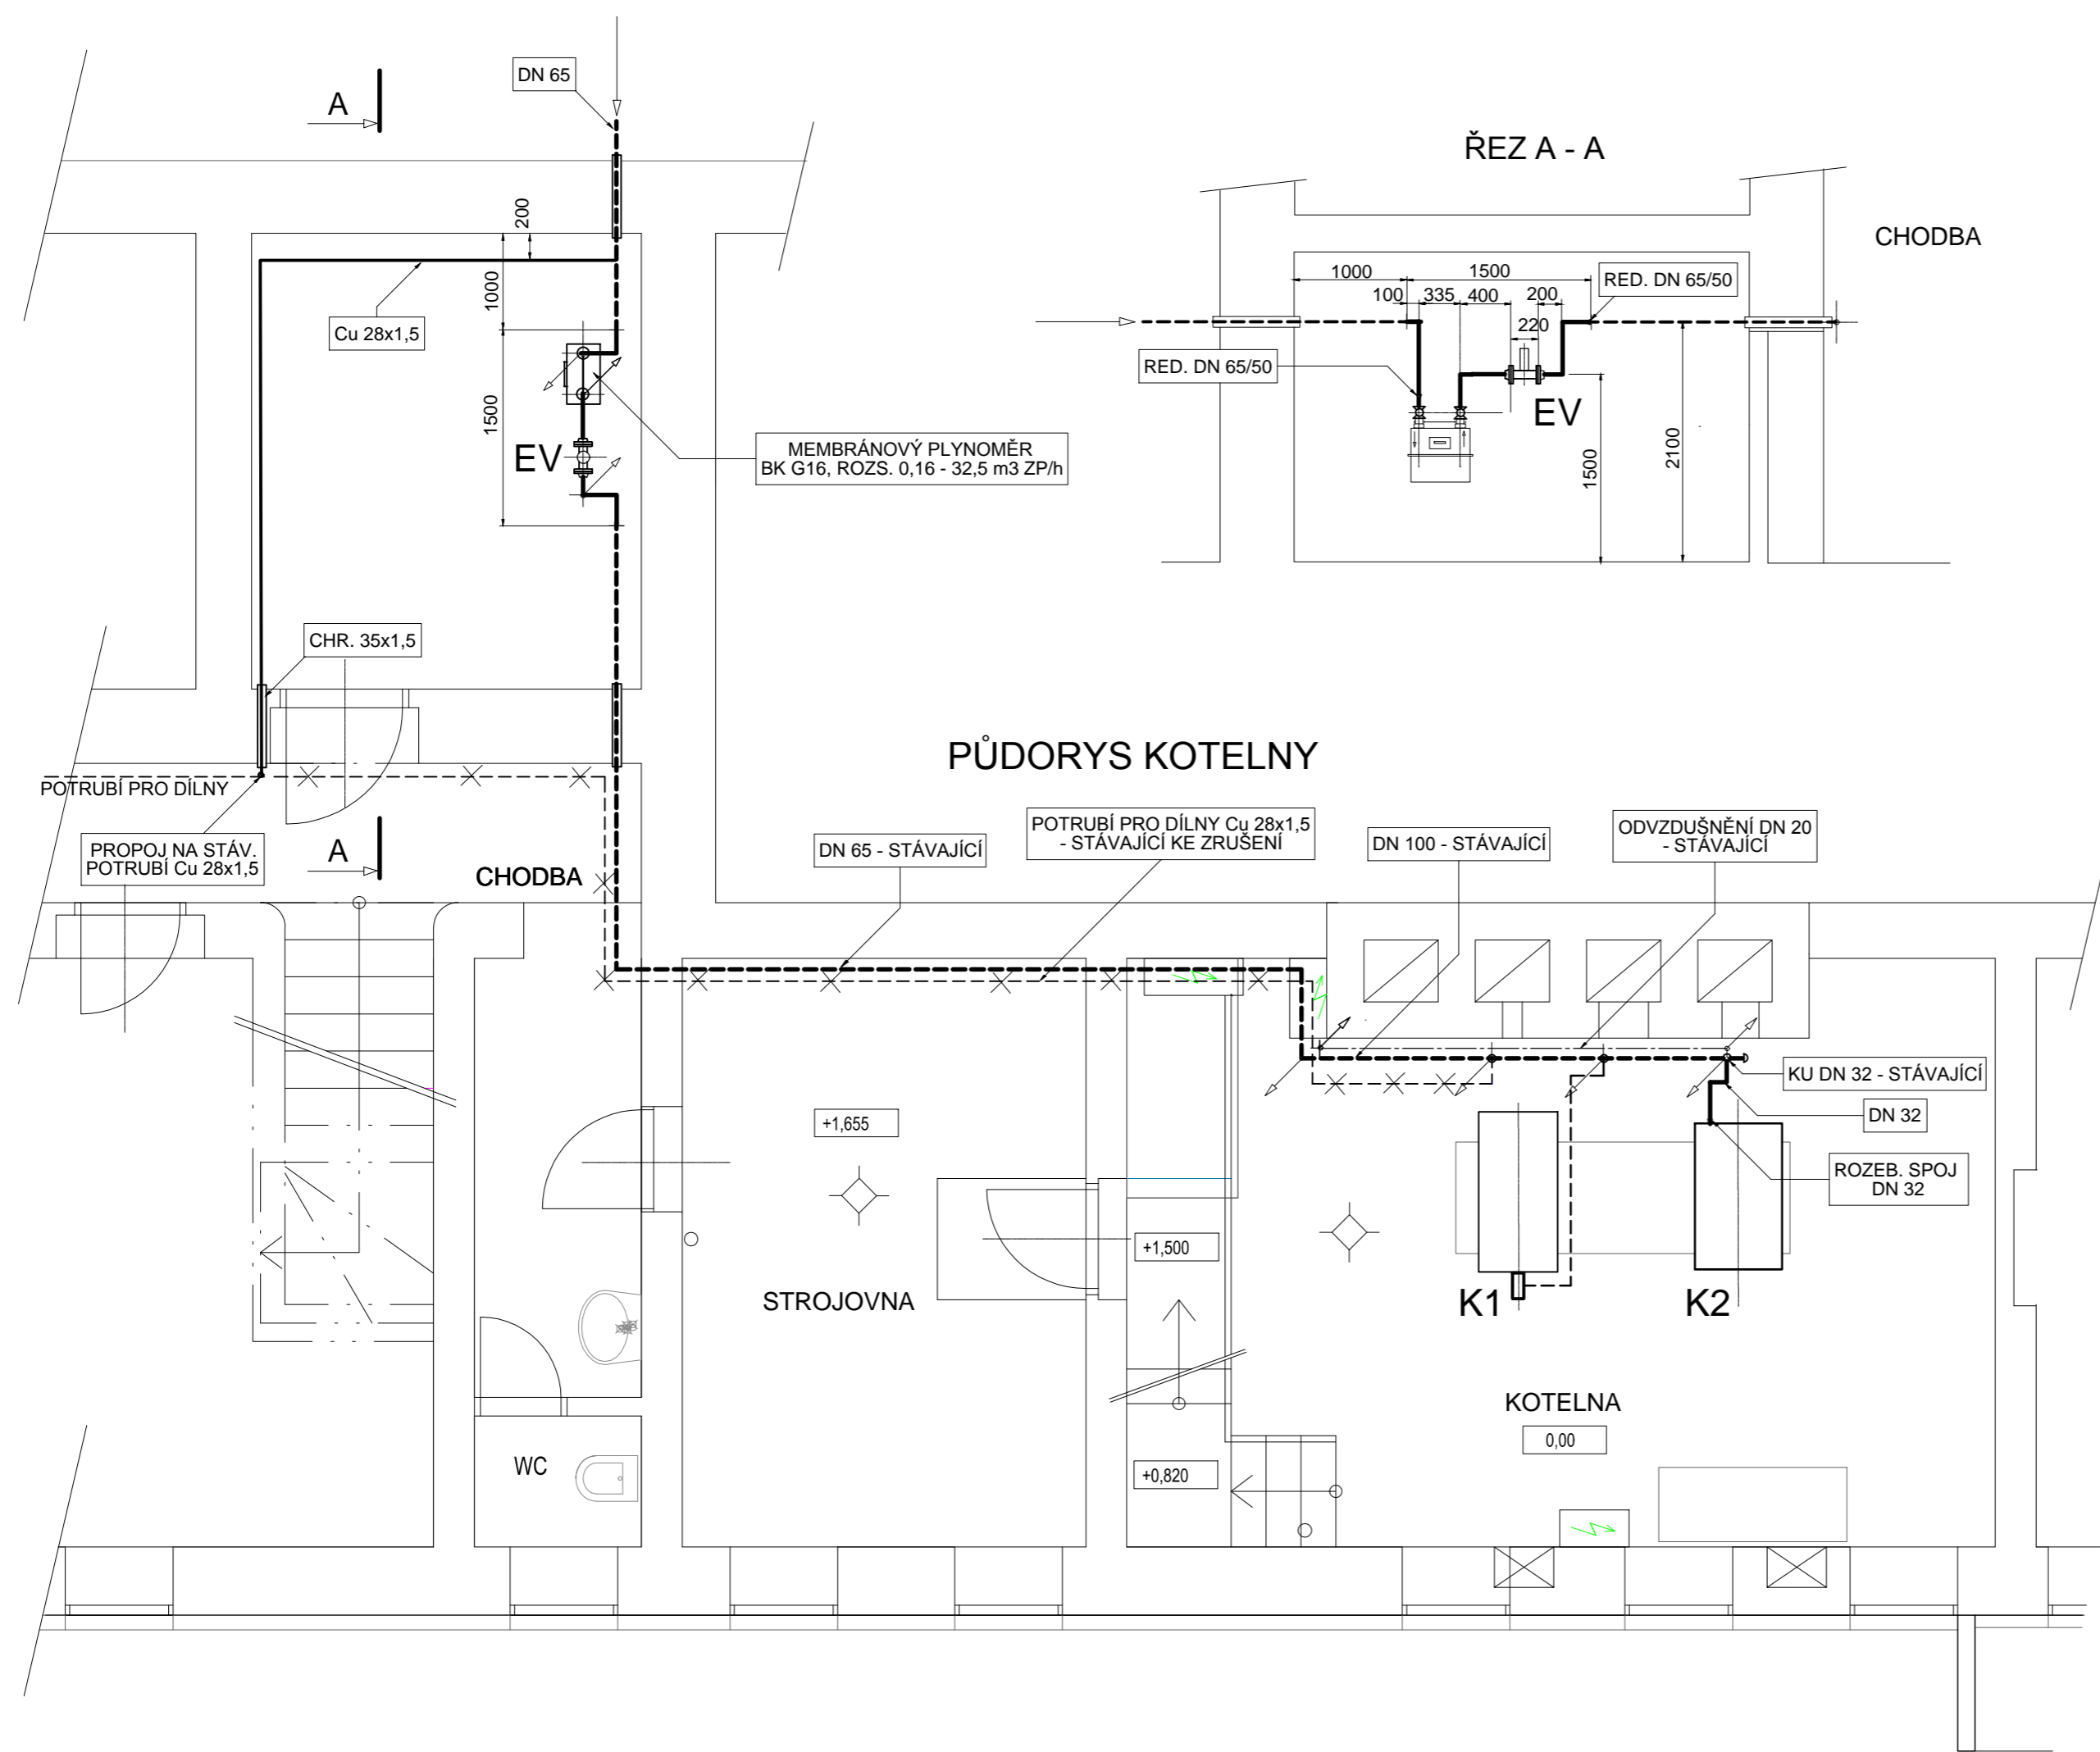 DN 65
A
ŘEZ A - A
200
CHODBA
1000
1000
1500
RED. DN 65/50
100
335
400
200
220
Cu 28x1,5
RED. DN 65/50
1500
EV
EV
MEMBRÁNOVÝ PLYNOMĚR
BK G16, ROZS. 0,16 - 32,5 m3 ZP/h
1500
2100
CHR. 35x1,5
PŮDORYS KOTELNY
POTRUBÍ PRO DÍLNY
PROPOJ NA STÁV.
POTRUBÍ Cu 28x1,5
A
CHODBA
DN 65 - STÁVAJÍCÍ
POTRUBÍ PRO DÍLNY Cu 28x1,5
- STÁVAJÍCÍ KE ZRUŠENÍ
DN 100 - STÁVAJÍCÍ
ODVZDUŠNĚNÍ DN 20
- STÁVAJÍCÍ
KU DN 32 - STÁVAJÍCÍ
DN 32
ROZEB. SPOJ
DN 32
+1,655
+1,500
STROJOVNA
K1
K2
KOTELNA
0,00
WC
+0,820